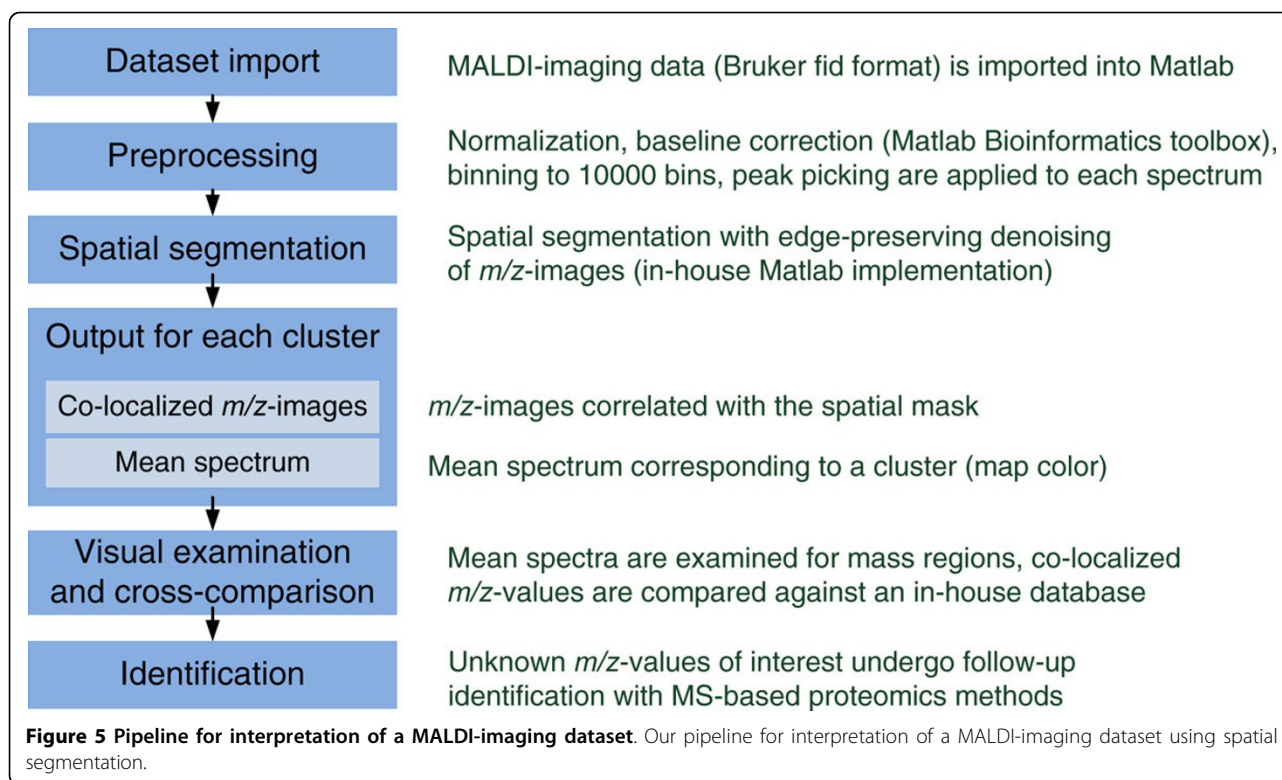 Dataset import
MALDI-imaging data (Bruker fid format) is imported into Matlab
Preprocessing
Normalization, baseline correction (Matlab Bioinformatics toolbox),
binning to 10000 bins, peak picking are applied to each spectrum
Spatial segmentation
Spatial segmentation with edge-preserving denoising
of m/z-images (in-house Matlab implementation)
Output for each cluster
Co-localized m/z-images
m/z-images correlated with the spatial mask
Mean spectrum
Mean spectrum corresponding to a cluster (map color)
Visual examination
and cross-comparison
Mean spectra are examined for mass regions, co-localized
m/z-values are compared against an in-house database
Identification
Unknown m/z-values of interest undergo follow-up
identification with MS-based proteomics methods
Figure 5 Pipeline for interpretation of a MALDI-imaging dataset. Our pipeline for interpretation of a MALDI-imaging dataset using spatial
segmentation.